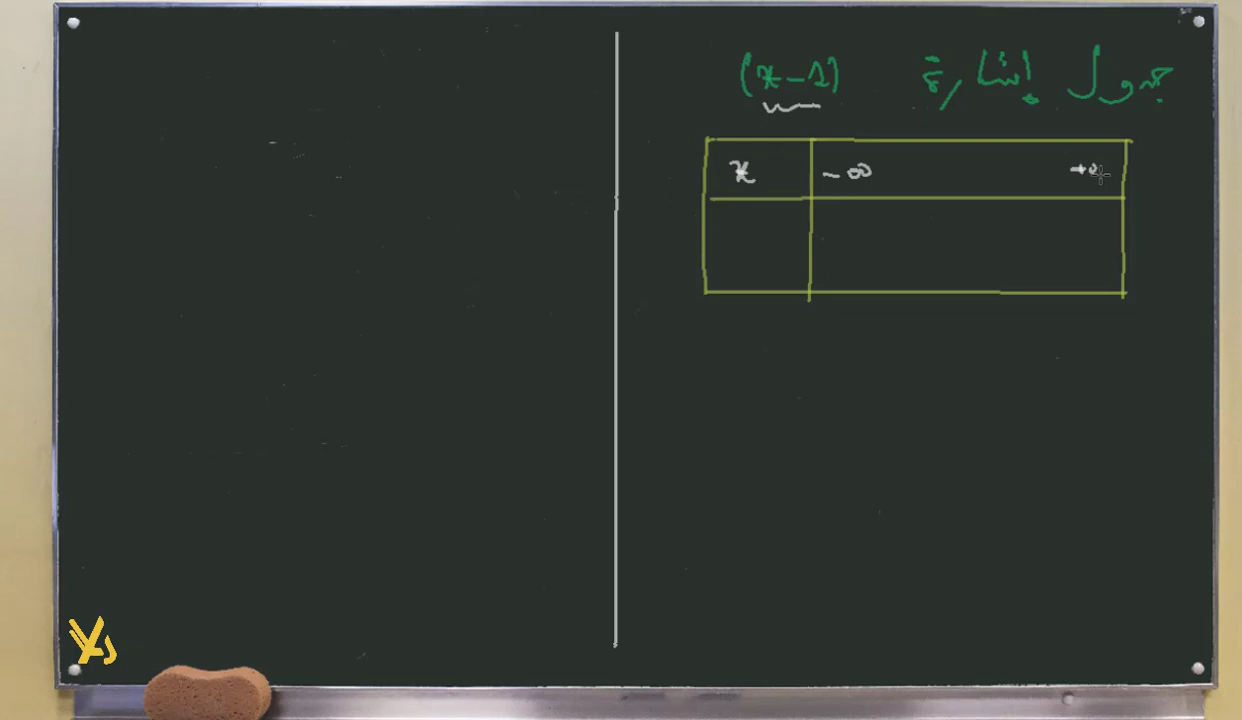 جدول إشارة (x-1)
x -∞ +∞